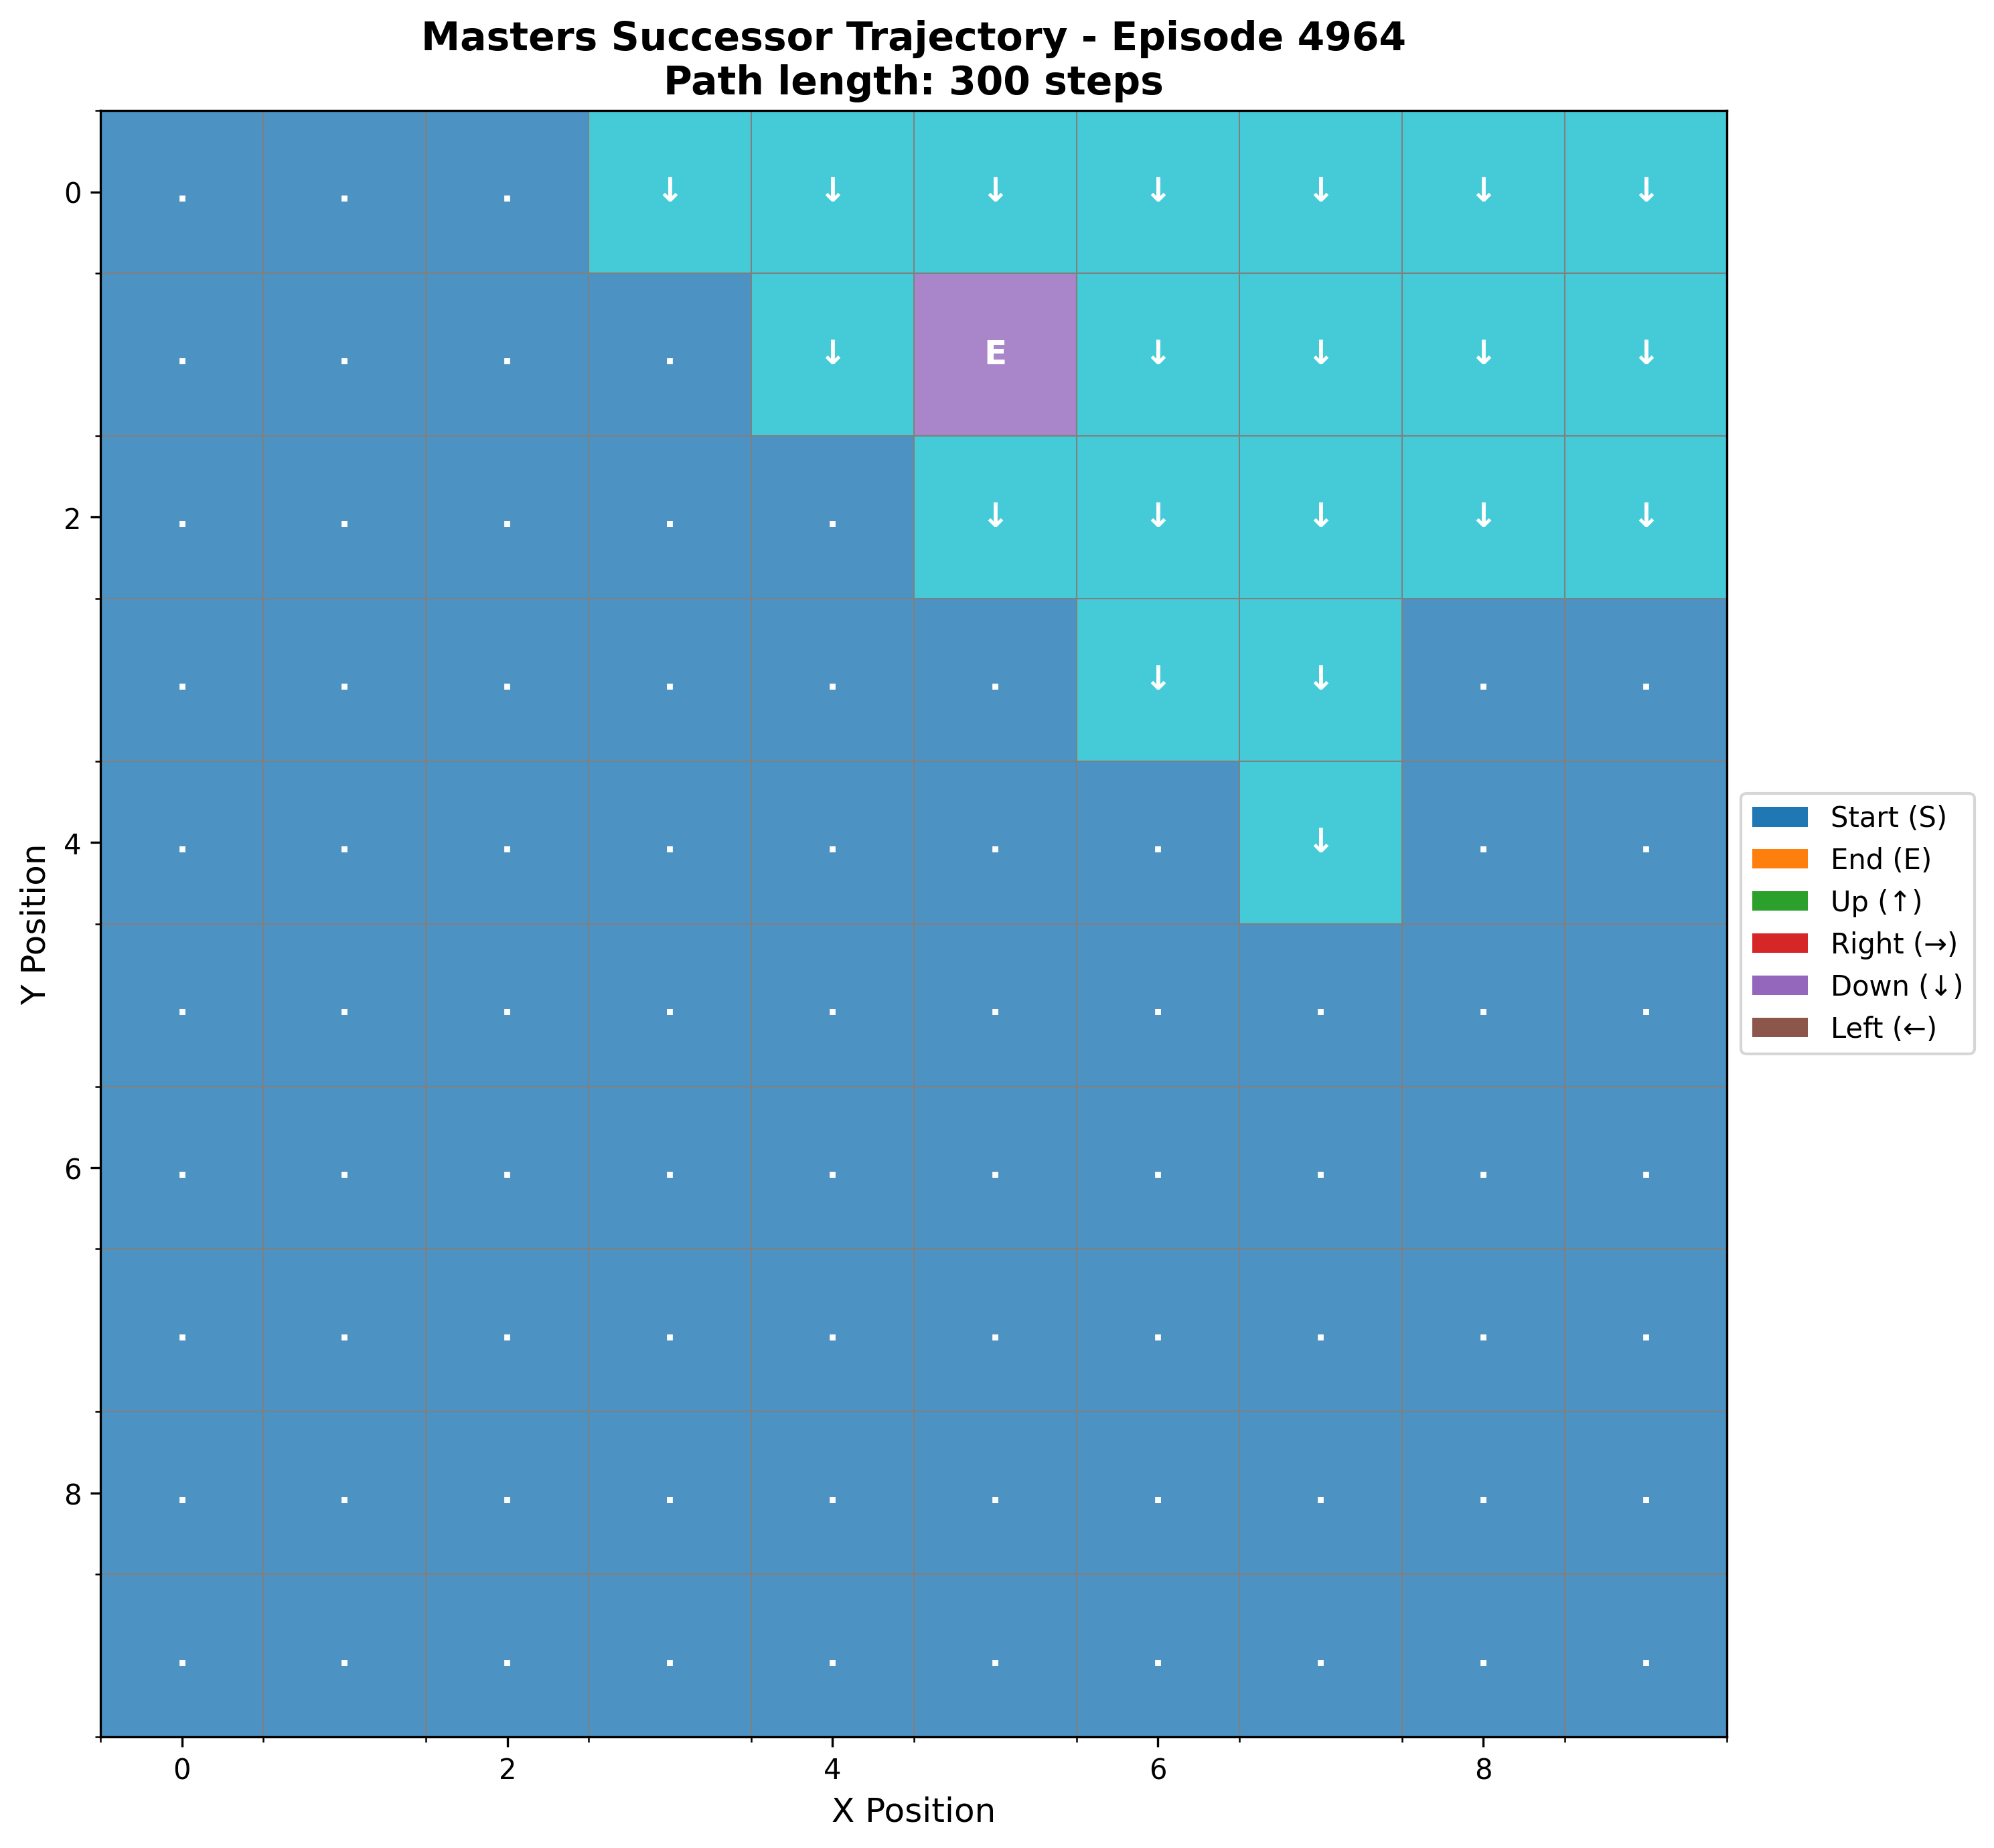 Masters Successor Trajectory - Episode 4964
Path length: 300 steps
0 . . . ↓ ↓ ↓ ↓ ↓ ↓ ↓
. . . . ↓ E ↓ ↓ ↓ ↓
2 . . . . . ↓ ↓ ↓ ↓ ↓
. . . . . . ↓ ↓ . .
4 . . . . . . . ↓ . .
. . . . . . . . . .
6 . . . . . . . . . .
. . . . . . . . . .
8 . . . . . . . . . .
. . . . . . . . . .
0 2 4 6 8
X Position
Y Position
Start (S)
End (E)
Up (↑)
Right (→)
Down (↓)
Left (←)